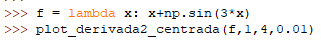 >>> f = lambda x: x+np.sin(3*x)
>>> plot_derivada2_centrada(f,1,4,0.01)